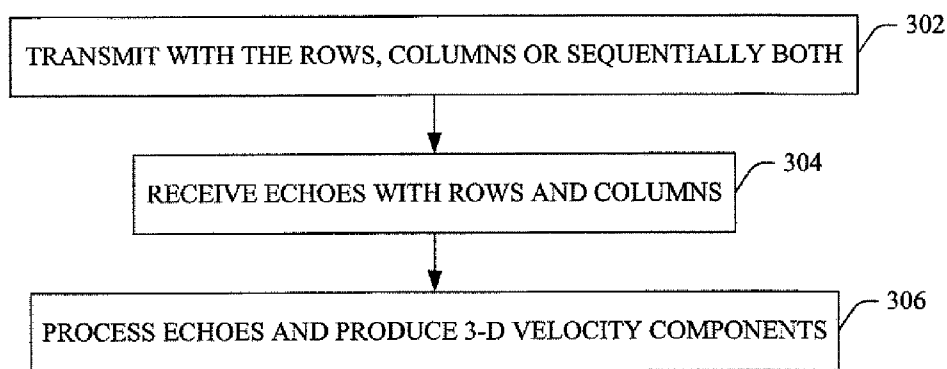 TRANSMIT WITH THE ROWS, COLUMNS OR SEQUENTIALLY BOTH
302
RECEIVE ECHOES WITH ROWS AND COLUMNS
304
PROCESS ECHOES AND PRODUCE 3-D VELOCITY COMPONENTS
306